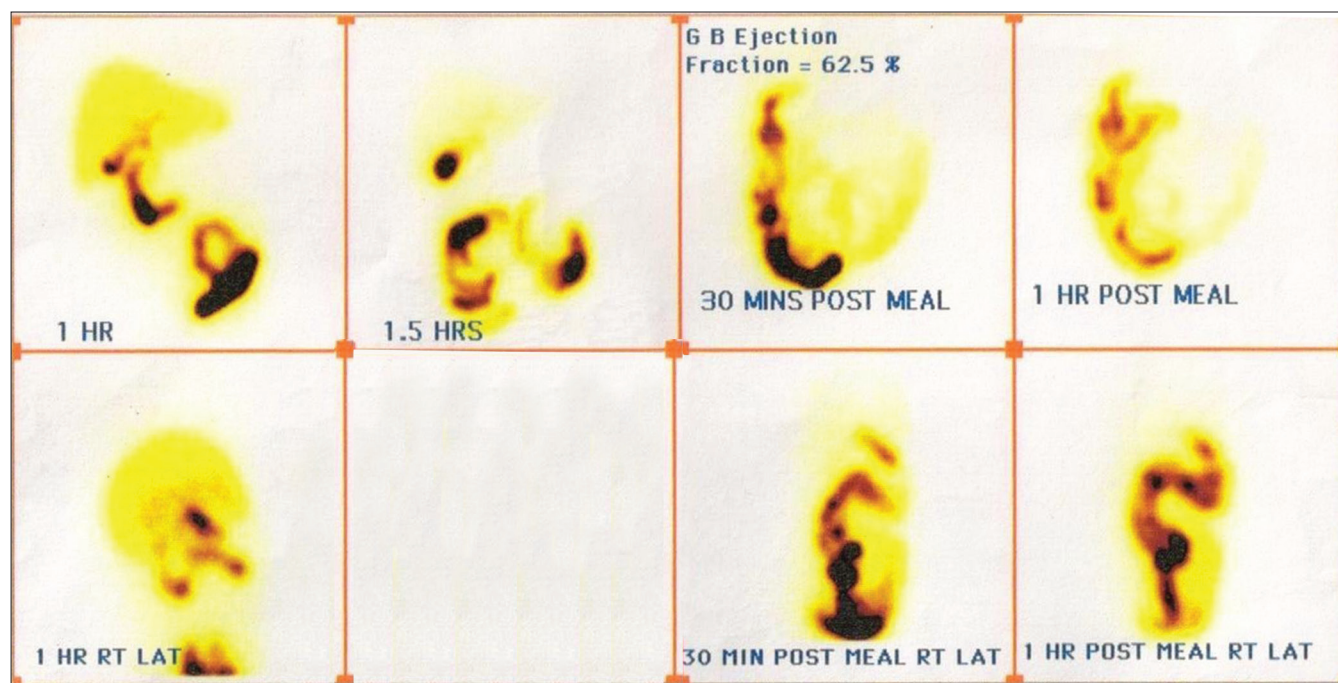 G B Ejection
Fraction = 62.5 %
1 HR
1.5 HRS
30 MINS POST MEAL
1 HR POST MEAL
1 HR RT LAT
30 MIN POST MEAL RT LAT
1 HR POST MEAL RT LAT